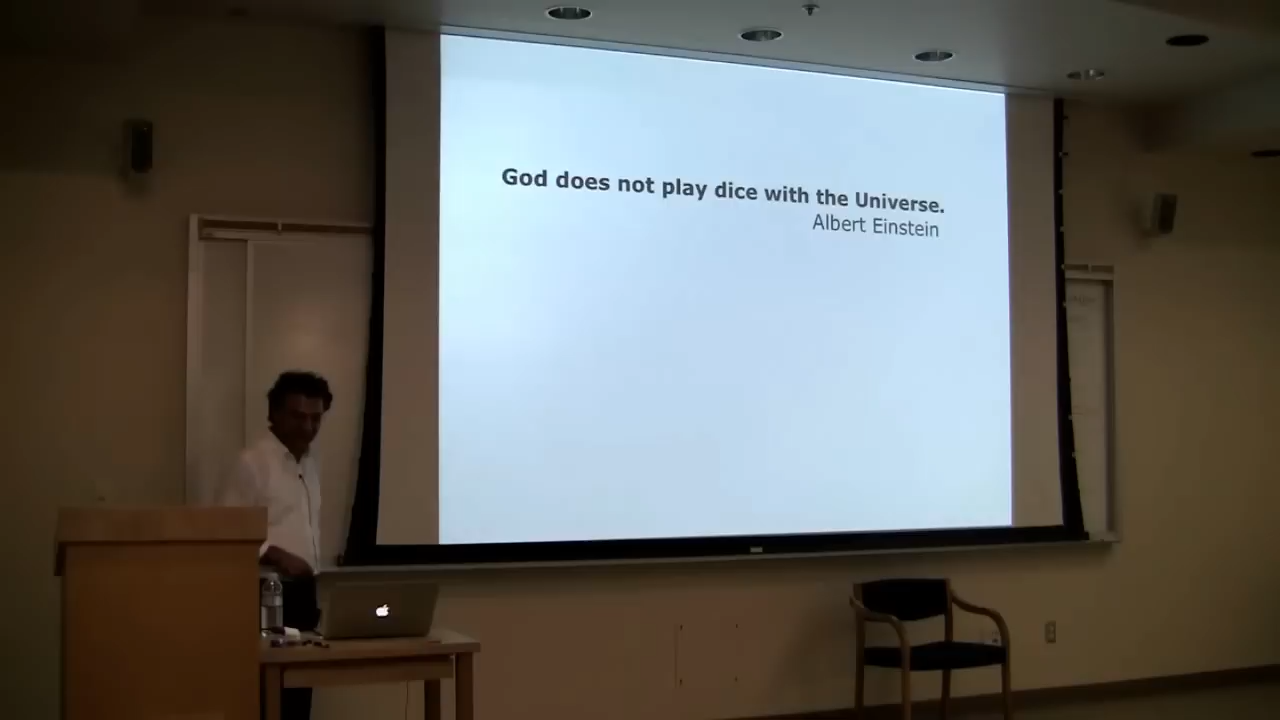 God does not play dice with the Universe.
Albert Einstein